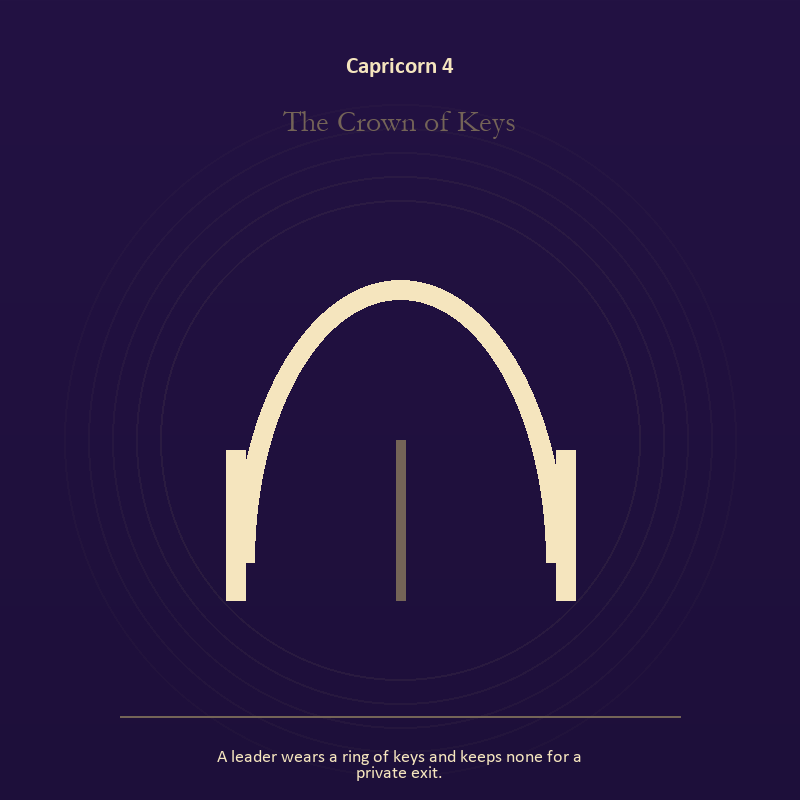 Capricorn 4
The Crown of Keys
A leader wears a ring of keys and keeps none for a
private exit.